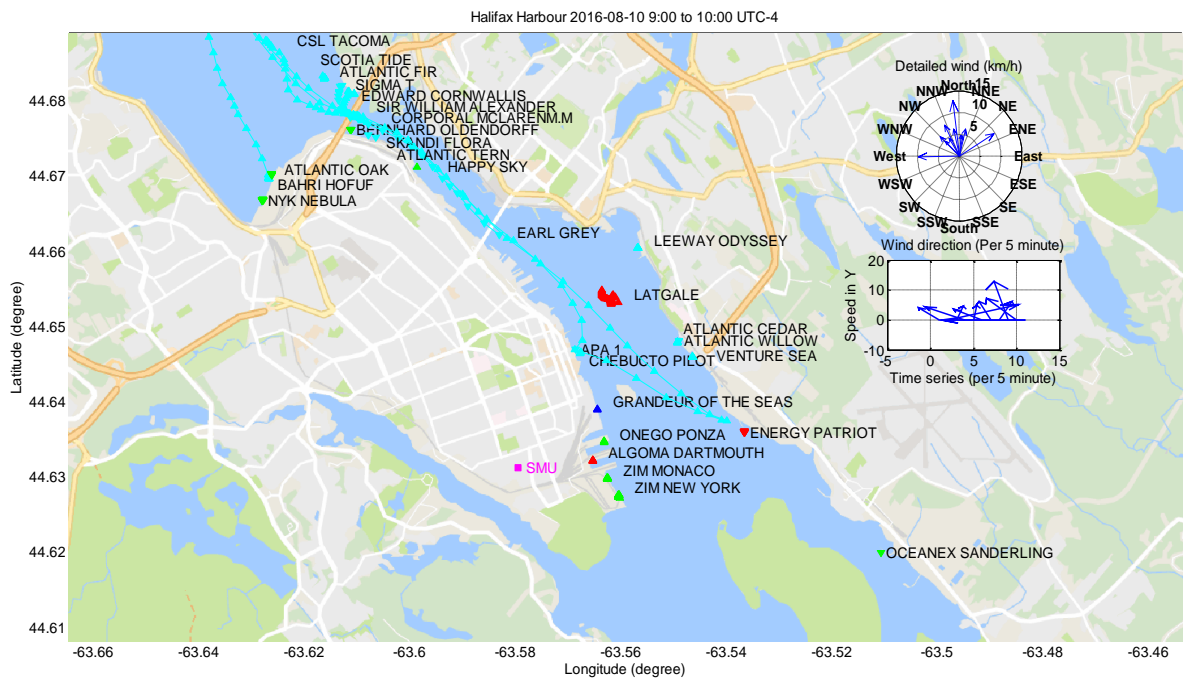 Halifax Harbour 2016-08-10 9:00 to 10:00 UTC-4
CSL TACOMA
SCOTIA TIDE
ATLANTIC FIR
SIGMA T
EDWARD CORNWALLIS
SIR WILLIAM ALEXANDER
CORPORAL MCLARENM.M
BERNHARD OLDENDORFF
SKANDI FLORA
ATLANTIC TERN
HAPPY SKY
ATLANTIC OAK
BAHRI HOFUF
NYK NEBULA
EARL GREY
LEEWAY ODYSSEY
LATGALE
ATLANTIC CEDAR
ATLANTIC WILLOW
VENTURE SEA
APA 1
CHEBUCTO PILOT
GRANDEUR OF THE SEAS
ONEGO PONZA
ENERGY PATRIOT
ALGOMA DARTMOUTH
SMU
ZIM MONACO
ZIM NEW YORK
OCEANEX SANDERLING
Detailed wind (km/h)
North
15
10
5
NNW
NNE
NW
NE
WNW
ENE
West
East
WSW
ESE
SW
SE
SSW
SSE
South
Wind direction (Per 5 minute)
Speed in Y
20
10
0
-10
-5
0
5
10
15
Time series (per 5 minute)
Latitude (degree)
44.68
44.67
44.66
44.65
44.64
44.63
44.62
44.61
-63.66
-63.64
-63.62
-63.6
-63.58
-63.56
-63.54
-63.52
-63.5
-63.48
-63.46
Longitude (degree)